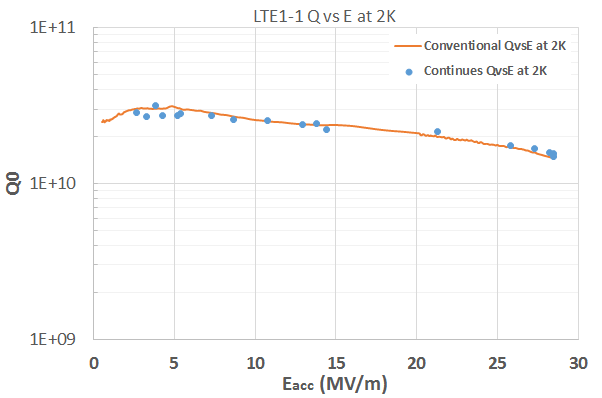 LTE1-1 Q vs E at 2K
1E+11
Conventional QvsE at 2K
Continues QvsE at 2K
1E+10
Q0
1E+09
0 5 10 15 20 25 30
Eacc (MV/m)